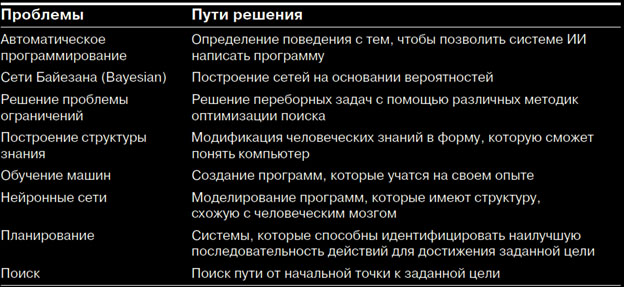 Проблемы Пути решения
Автоматическое Определение поведения с тем, чтобы позволить системе ИИ
программирование написать программу
Сети Байезана (Bayesian) Построение сетей на основании вероятностей
Решение проблемы Решение переборных задач с помощью различных методик
ограничений оптимизации поиска
Построение структуры Модификация человеческих знаний в форму, которую сможет
знания понять компьютер
Обучение машин Создание программ, которые учатся на своем опыте
Нейронные сети Моделирование программ, которые имеют структуру,
схожую с человеческим мозгом
Планирование Системы, которые способны идентифицировать наилучшую
последовательность действий для достижения заданной цели
Поиск Поиск пути от начальной точки к заданной цели